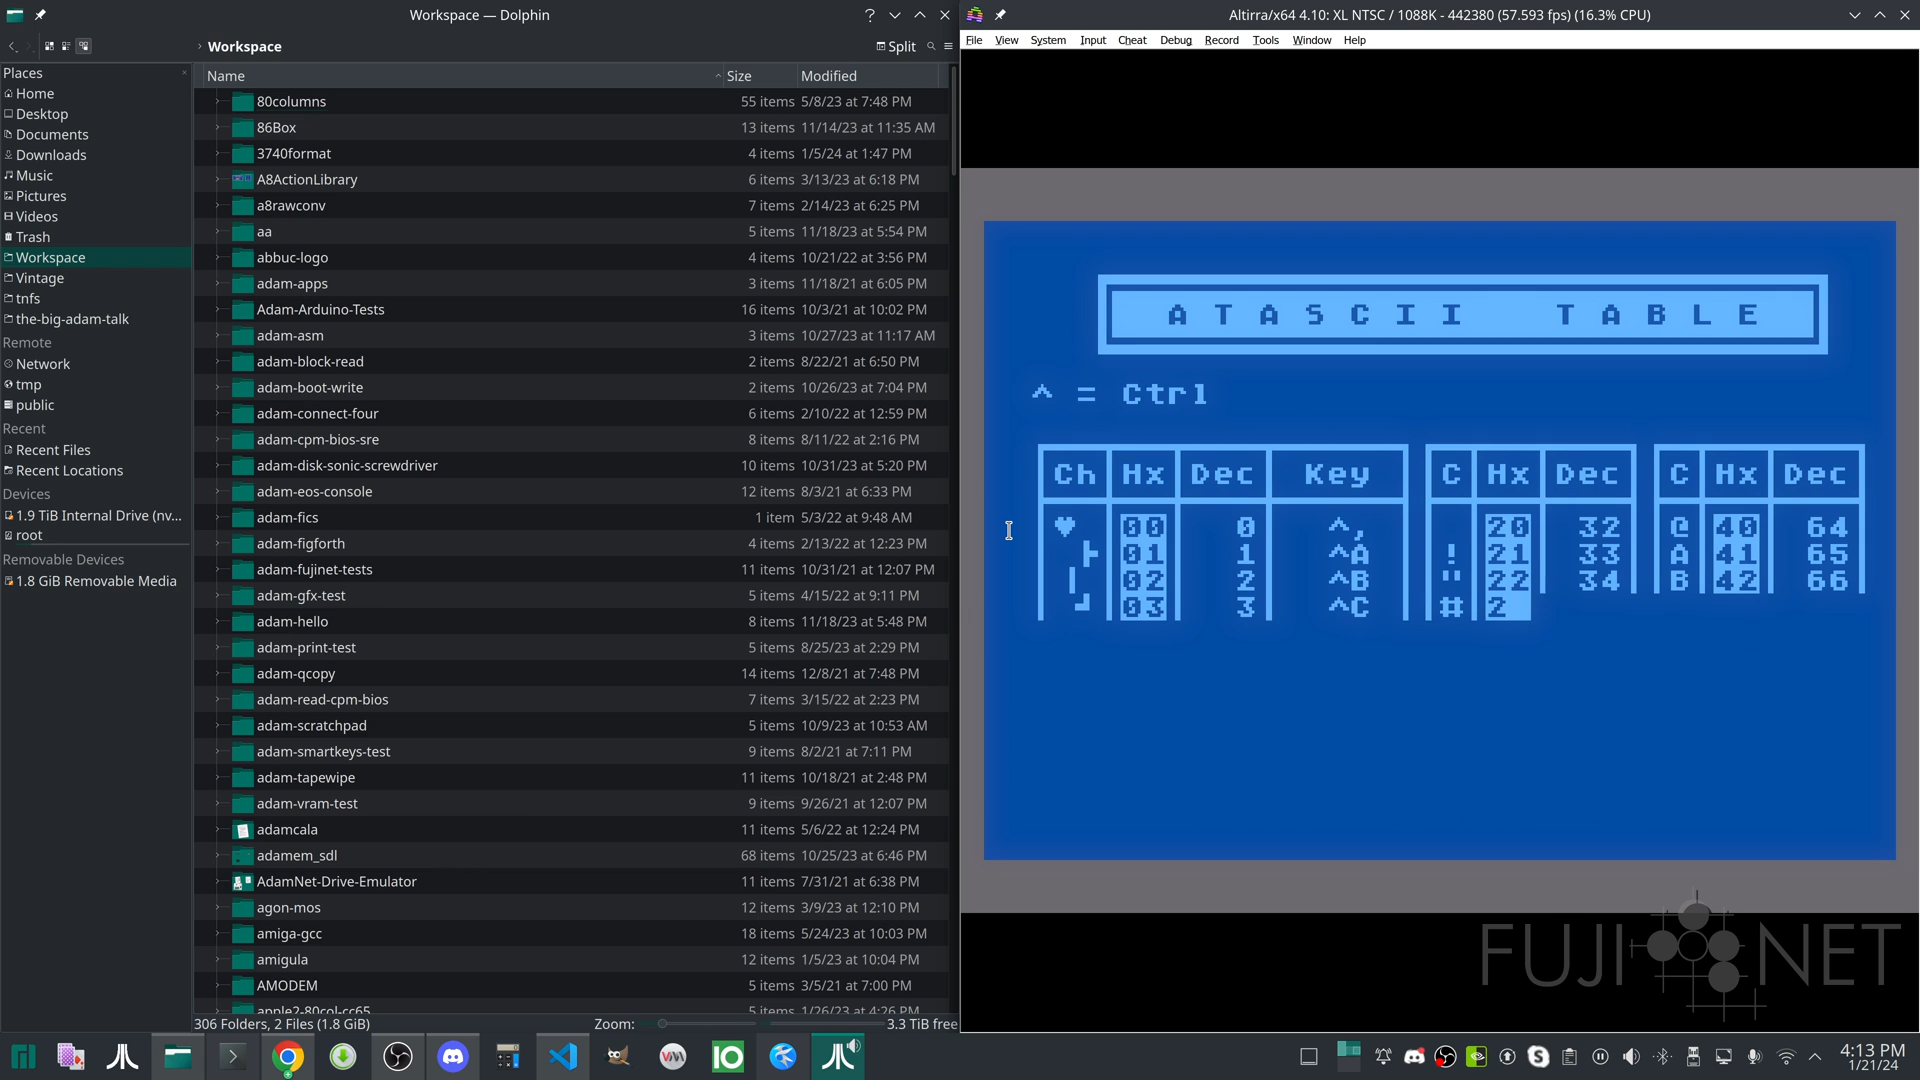 Workspace — Dolphin
Workspace
Split
Places
Home
Desktop
Documents
Downloads
Music
Pictures
Videos
Trash
Workspace
Vintage
tnfs
the-big-adam-talk
Remote
Network
tmp
public
Recent
Recent Files
Recent Locations
Devices
1.9 TiB Internal Drive (nv...
root
Removable Devices
1.8 GiB Removable Media
Name Size Modified
80columns 55 items 5/8/23 at 7:48 PM
86Box 13 items 11/14/23 at 11:35 AM
3740format 4 items 1/5/24 at 1:47 PM
A8ActionLibrary 6 items 3/13/23 at 6:18 PM
a8rawconv 7 items 2/14/23 at 6:25 PM
aa 5 items 11/18/23 at 5:54 PM
abbuc-logo 4 items 10/21/22 at 3:56 PM
adam-apps 3 items 11/18/21 at 6:05 PM
Adam-Arduino-Tests 16 items 10/3/21 at 10:02 PM
adam-asm 3 items 10/27/23 at 11:17 AM
adam-block-read 2 items 8/22/21 at 6:50 PM
adam-boot-write 2 items 10/26/23 at 7:04 PM
adam-connect-four 6 items 2/10/22 at 12:59 PM
adam-cpm-bios-sre 8 items 8/11/22 at 2:16 PM
adam-disk-sonic-screwdriver 10 items 10/31/23 at 5:20 PM
adam-eos-console 12 items 8/3/21 at 6:33 PM
adam-fics 1 item 5/3/22 at 9:48 AM
adam-figforth 4 items 2/13/22 at 12:23 PM
adam-fujinet-tests 11 items 10/31/21 at 12:07 PM
adam-gfx-test 5 items 4/15/22 at 9:11 PM
adam-hello 8 items 11/18/23 at 5:48 PM
adam-print-test 5 items 8/25/23 at 2:29 PM
adam-qcopy 14 items 12/8/21 at 7:48 PM
adam-read-cpm-bios 7 items 3/15/22 at 2:23 PM
adam-scratchpad 5 items 10/9/23 at 10:53 AM
adam-smartkeys-test 9 items 8/2/21 at 7:11 PM
adam-tapewipe 11 items 10/18/21 at 2:48 PM
adam-vram-test 9 items 9/26/21 at 12:07 PM
adamcala 11 items 5/6/22 at 12:24 PM
adamem_sdl 68 items 10/25/23 at 6:46 PM
AdamNet-Drive-Emulator 11 items 7/31/21 at 6:38 PM
agon-mos 12 items 3/9/23 at 12:10 PM
amiga-gcc 18 items 5/24/23 at 10:03 PM
amigula 12 items 1/5/23 at 10:04 PM
AMODEM 5 items 3/5/21 at 7:00 PM
apple2-80col-cc65 5 items 1/26/23 at 4:26 PM
306 Folders, 2 Files (1.8 GiB) Zoom: 3.3 TiB free
Altirra/x64 4.10: XL NTSC / 1088K - 442380 (57.593 fps) (16.3% CPU)
File View System Input Cheat Debug Record Tools Window Help
ATASCII TABLE
^ = Ctrl
Ch Hx Dec Key C Hx Dec C Hx Dec
♥ 00 0 ^, 20 32 @ 40 64
01 1 ^A ! 21 33 A 41 65
02 2 ^B " 22 34 B 42 66
03 3 ^C # 2
FUJINET
4:13 PM
1/21/24